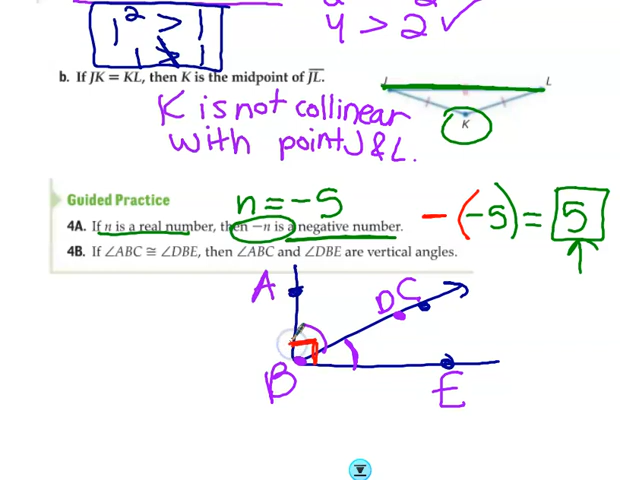 1² > 1
1 > 1
4 > 2 ✓
b. If JK = KL, then K is the midpoint of JL.
J L
K
K is not collinear
with point J & L.
Guided Practice
n = -5
4A. If n is a real number, then −n is a negative number.
-(-5) = 5
4B. If ∠ABC ≅ ∠DBE, then ∠ABC and ∠DBE are vertical angles.
A
D C
B
E